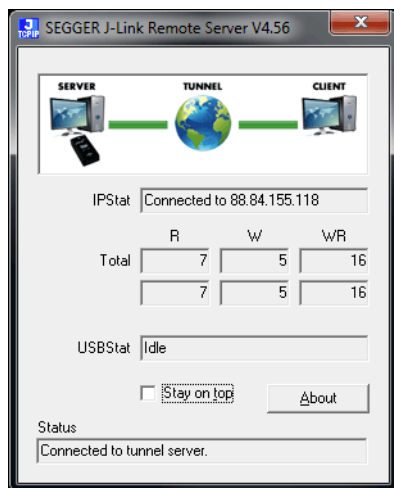 J
TCPIP
SEGGER J-Link Remote Server V4.56
SERVER TUNNEL CLIENT
IPStat Connected to 88.84.155.118
R W WR
Total 7 5 16
7 5 16
USBStat Idle
Stay on top About
Status
Connected to tunnel server.